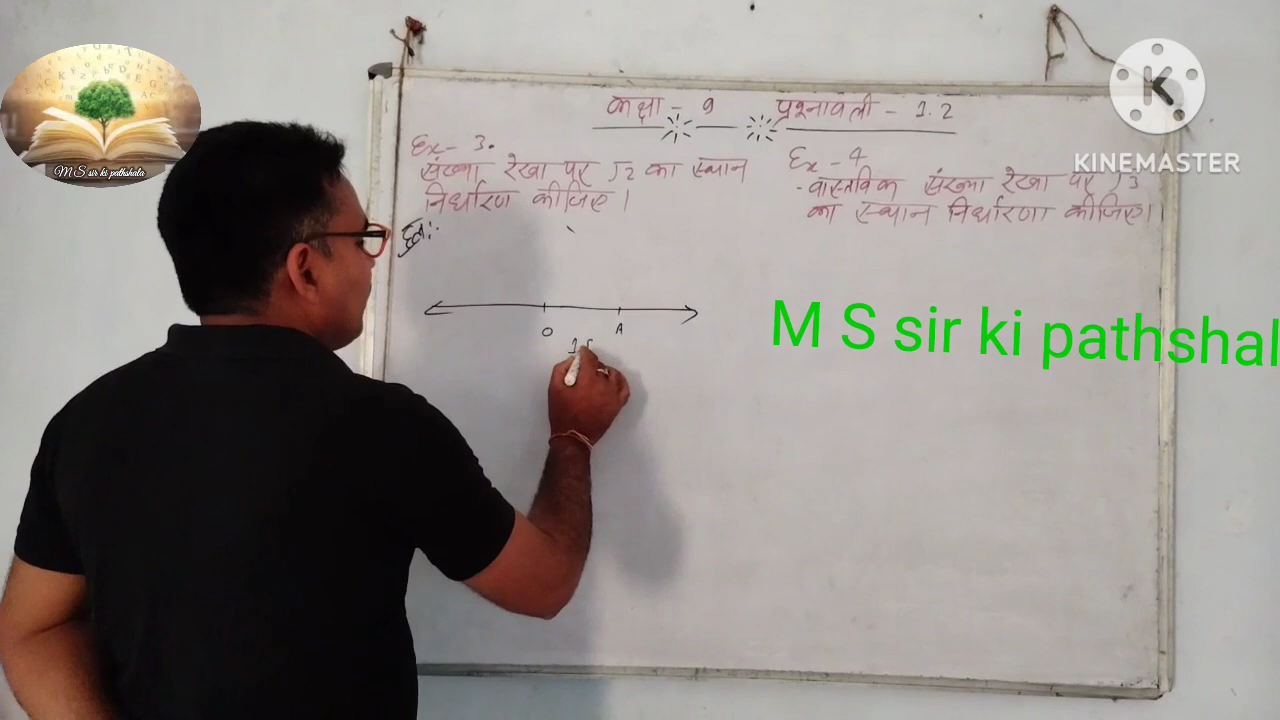 कक्षा - 9 प्रश्नावली - 1.2
Ex - 3.
संख्या रेखा पर √2 का स्थान
निर्धारण कीजिए।
हल:-
Ex - 4
वास्तविक संख्या रेखा पर √3
का स्थान निर्धारण कीजिए।
O A
1
M S sir ki pathshal
M S sir ki pathshala
K
KINEMASTER